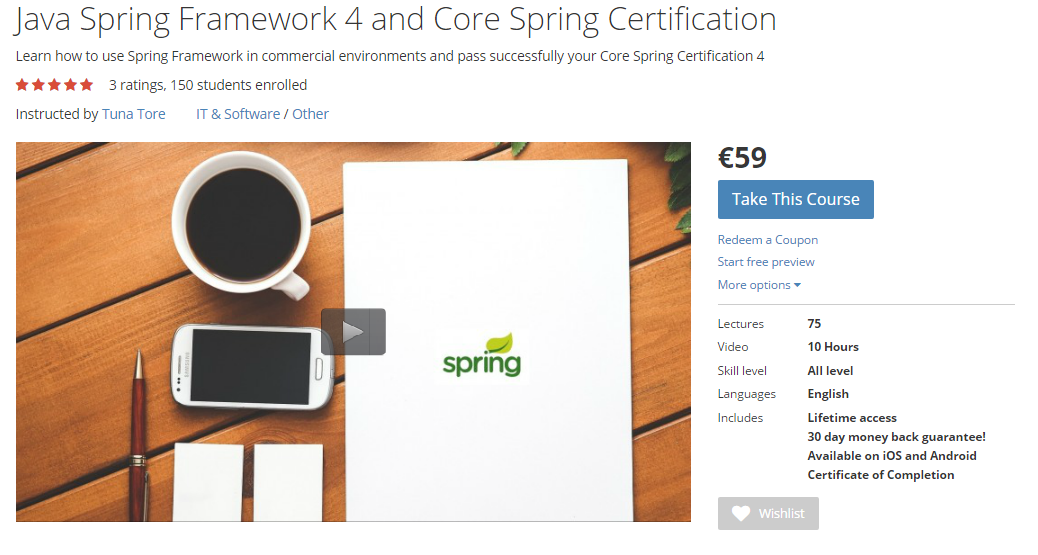 Java Spring Framework 4 and Core Spring Certification
Learn how to use Spring Framework in commercial environments and pass successfully your Core Spring Certification 4
3 ratings, 150 students enrolled
Instructed by Tuna Tore IT & Software / Other
SAMSUNG
spring
€59
Take This Course
Redeem a Coupon
Start free preview
More options
Lectures 75
Video 10 Hours
Skill level All level
Languages English
Includes Lifetime access
30 day money back guarantee!
Available on iOS and Android
Certificate of Completion
Wishlist